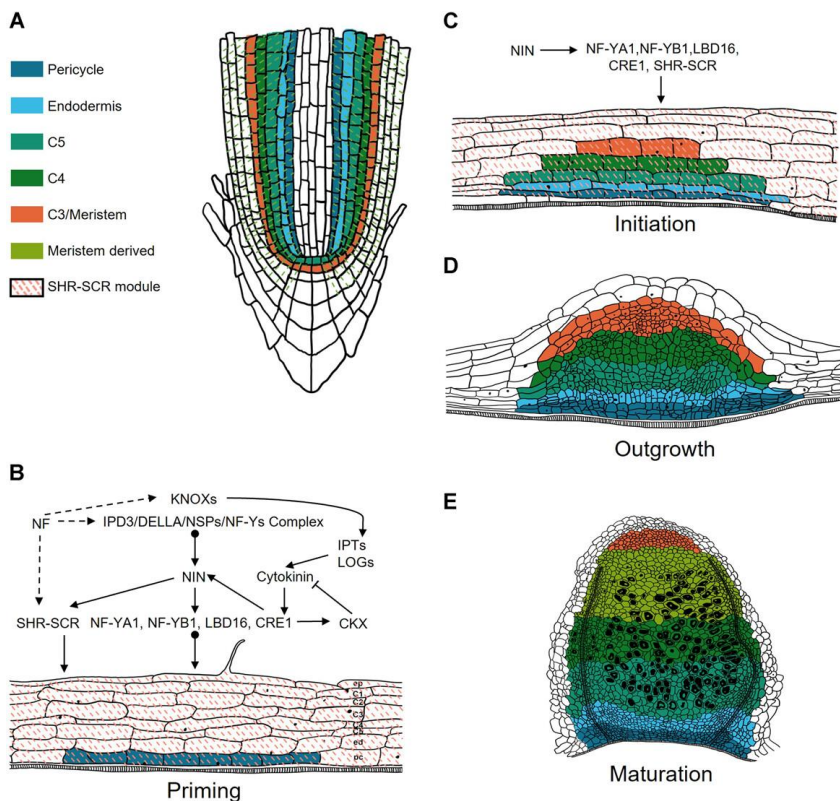 A
Pericycle
Endodermis
C5
C4
C3/Meristem
Meristem derived
SHR-SCR module
B
KNOXs
NF
IPD3/DELLA/NSPs/NF-Ys Complex
IPTs
LOGs
NIN
Cytokinin
SHR-SCR
NF-YA1, NF-YB1, LBD16, CRE1
CKX
ep
C1
C2
C3
C4
C5
ed
pc
Priming
C
NIN
NF-YA1,NF-YB1,LBD16,
CRE1, SHR-SCR
Initiation
D
Outgrowth
E
Maturation